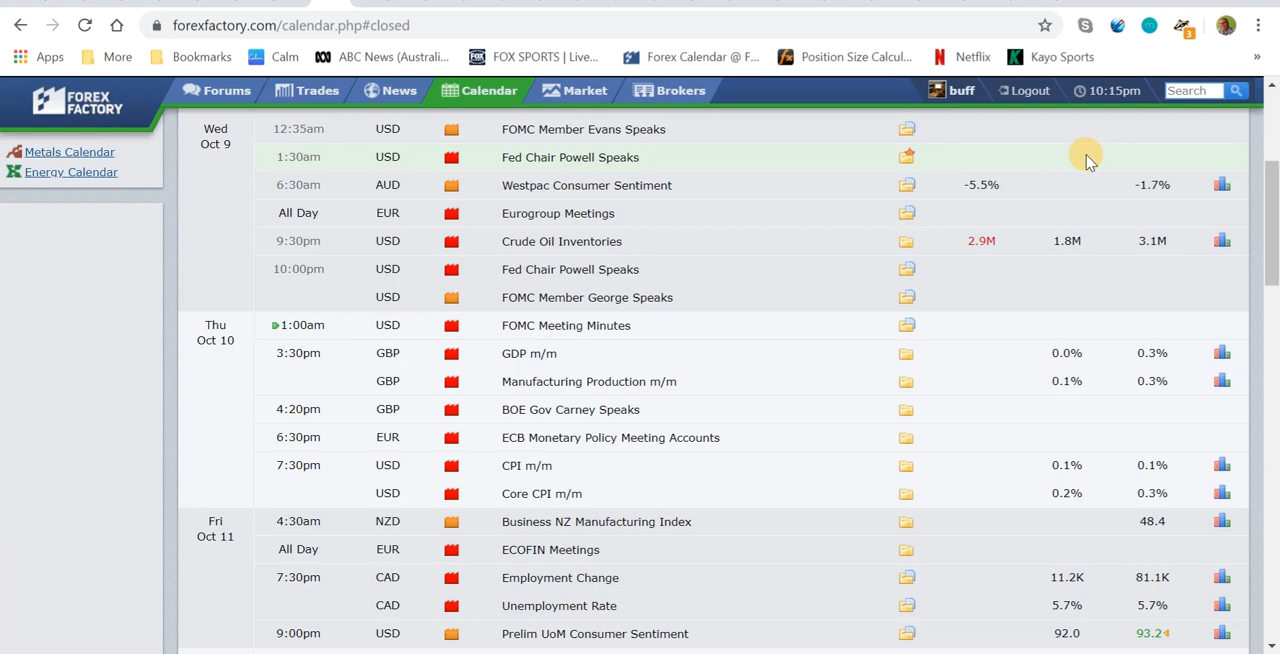 forexfactory.com/calendar.php#closed
3
Apps More Bookmarks Calm ABC News (Australi... FOX SPORTS | Live... Forex Calendar @ F... Position Size Calcul... Netflix Kayo Sports »
FOREX FACTORY Forums Trades News Calendar Market Brokers buff Logout 10:15pm Search
Metals Calendar
Energy Calendar
Wed Oct 9 12:35am USD FOMC Member Evans Speaks
1:30am USD Fed Chair Powell Speaks
6:30am AUD Westpac Consumer Sentiment -5.5% -1.7%
All Day EUR Eurogroup Meetings
9:30pm USD Crude Oil Inventories 2.9M 1.8M 3.1M
10:00pm USD Fed Chair Powell Speaks
USD FOMC Member George Speaks
Thu Oct 10 1:00am USD FOMC Meeting Minutes
3:30pm GBP GDP m/m 0.0% 0.3%
GBP Manufacturing Production m/m 0.1% 0.3%
4:20pm GBP BOE Gov Carney Speaks
6:30pm EUR ECB Monetary Policy Meeting Accounts
7:30pm USD CPI m/m 0.1% 0.1%
USD Core CPI m/m 0.2% 0.3%
Fri Oct 11 4:30am NZD Business NZ Manufacturing Index 48.4
All Day EUR ECOFIN Meetings
7:30pm CAD Employment Change 11.2K 81.1K
CAD Unemployment Rate 5.7% 5.7%
9:00pm USD Prelim UoM Consumer Sentiment 92.0 93.2